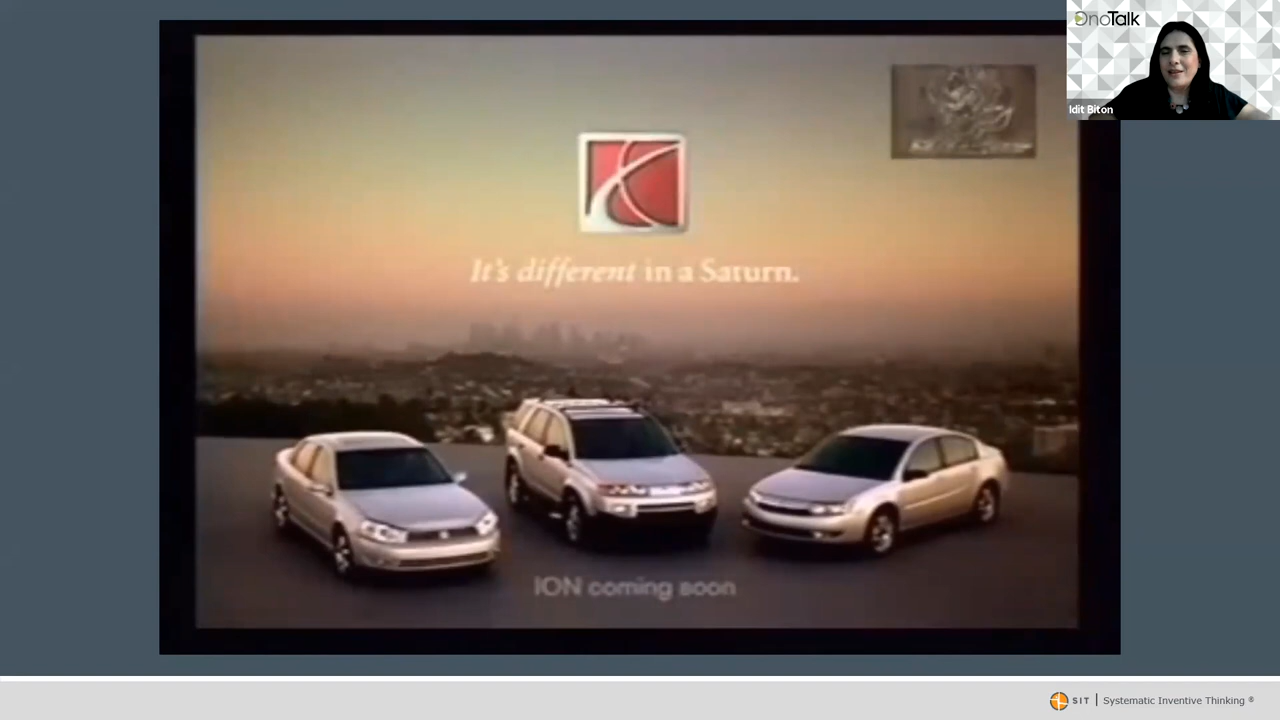 OnoTalk
Idit Biton
It's different in a Saturn.
ION coming soon
SIT | Systematic Inventive Thinking ®